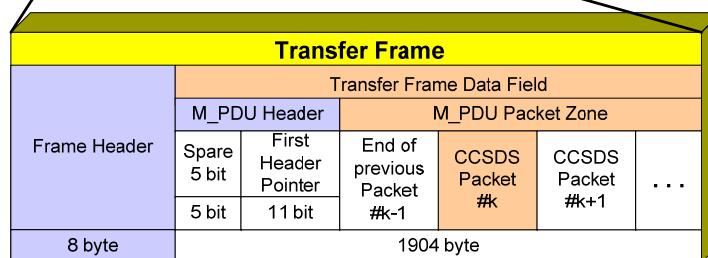 Transfer Frame
Frame Header
Transfer Frame Data Field
M_PDU Header
M_PDU Packet Zone
Spare
5 bit
First
Header
Pointer
End of
previous
Packet
#k-1
CCSDS
Packet
#k
CCSDS
Packet
#k+1
...
5 bit
11 bit
8 byte
1904 byte